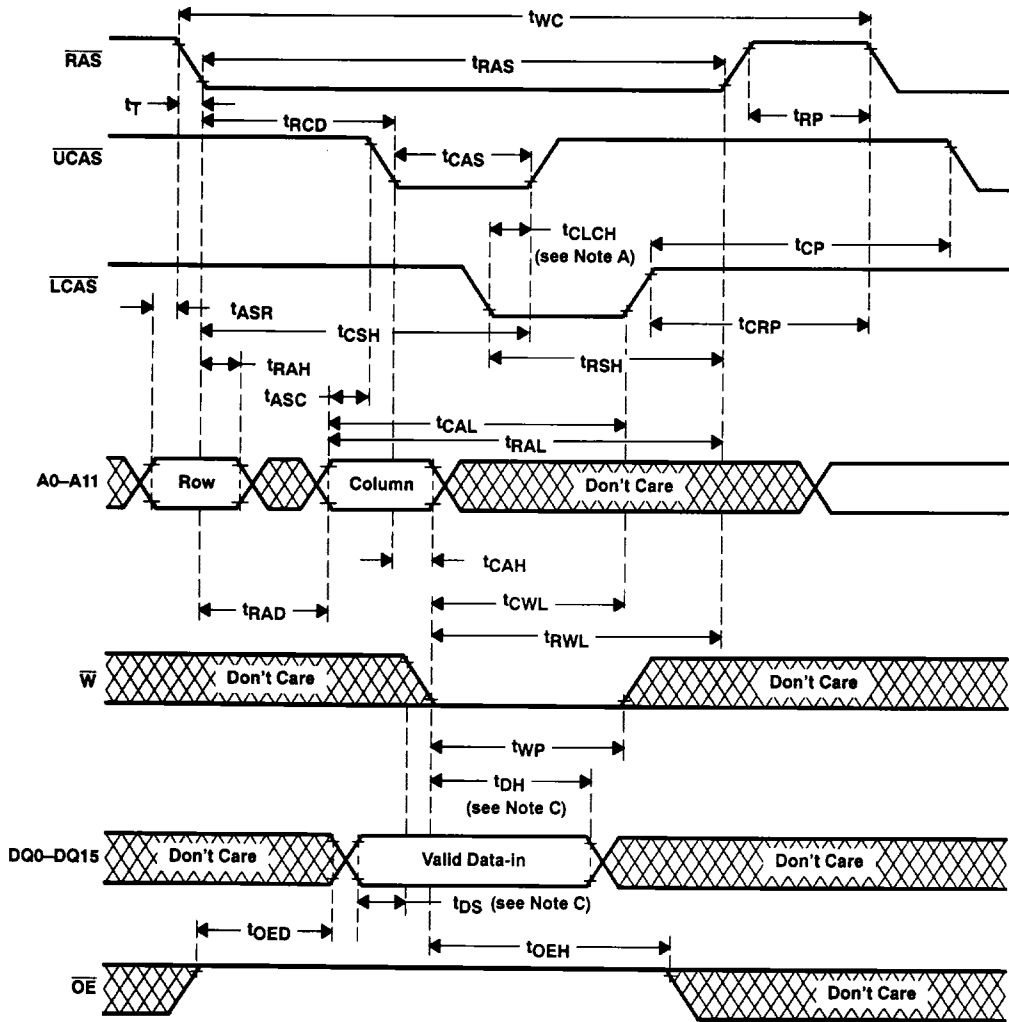 tWC
RAS
tRAS
tT
tRCD
tRP
UCAS
tCAS
tCLCH
(see Note A)
tCP
LCAS
tASR
tCSH
tCRP
tRAH
tRSH
tASC
tCAL
tRAL
A0–A11
Row
Column
Don't Care
tCAH
tRAD
tCWL
tRWL
W
Don't Care
Don't Care
tWP
tDH
(see Note C)
DQ0–DQ15
Don't Care
Valid Data-in
Don't Care
tDS (see Note C)
tOED
tOEH
OE
Don't Care